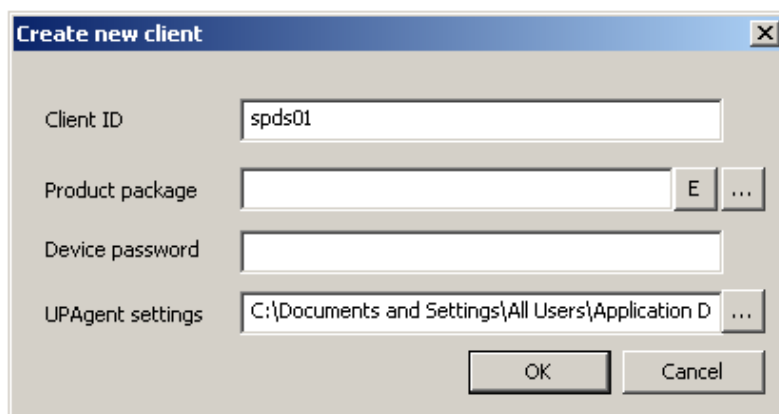 Create new client
Client ID
spds01
Product package
E
...
Device password
UPAgent settings
C:\Documents and Settings\All Users\Application D
...
OK
Cancel